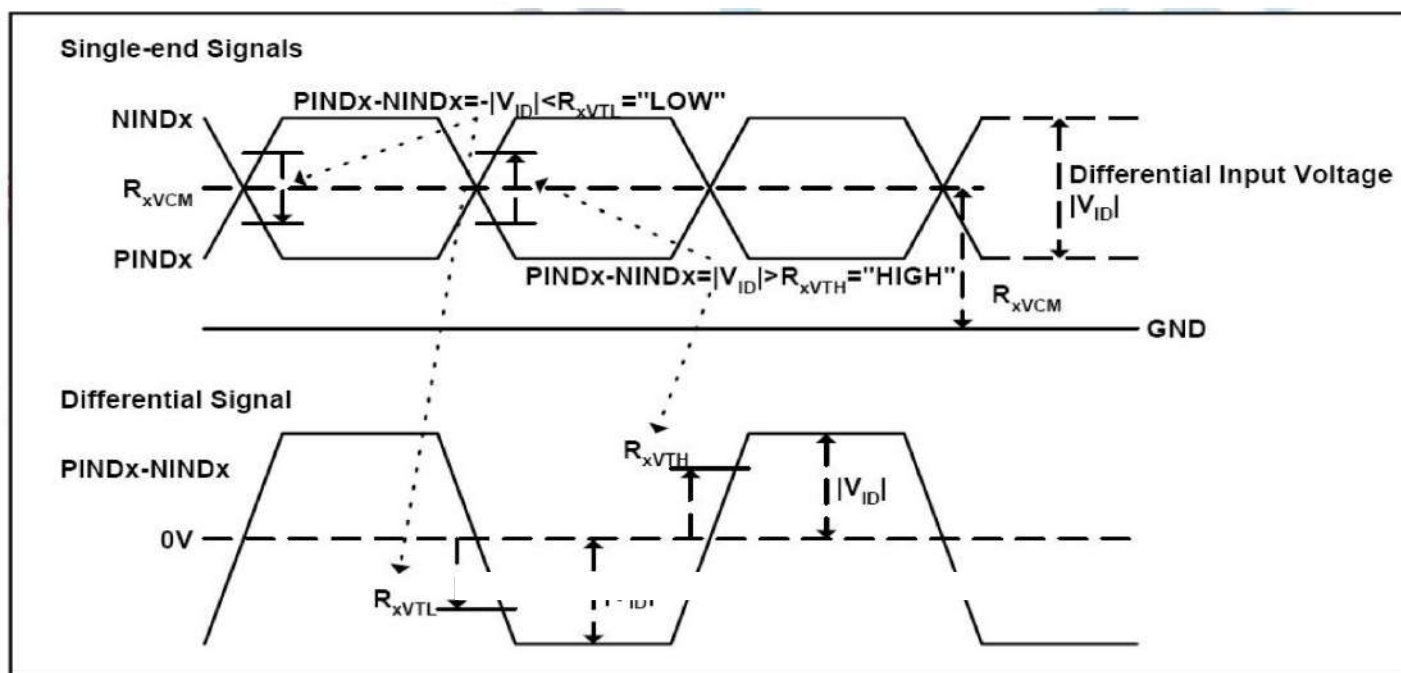 Single-end Signals
PINDx-NINDx=-|VID|<RxVTL="LOW"
NINDx
RxVCM
Differential Input Voltage
|VID|
PINDx
PINDx-NINDx=|VID|>RxVTH="HIGH"
RxVCM
GND
Differential Signal
RxVTH
PINDx-NINDx
|VID|
0V
RxVTL